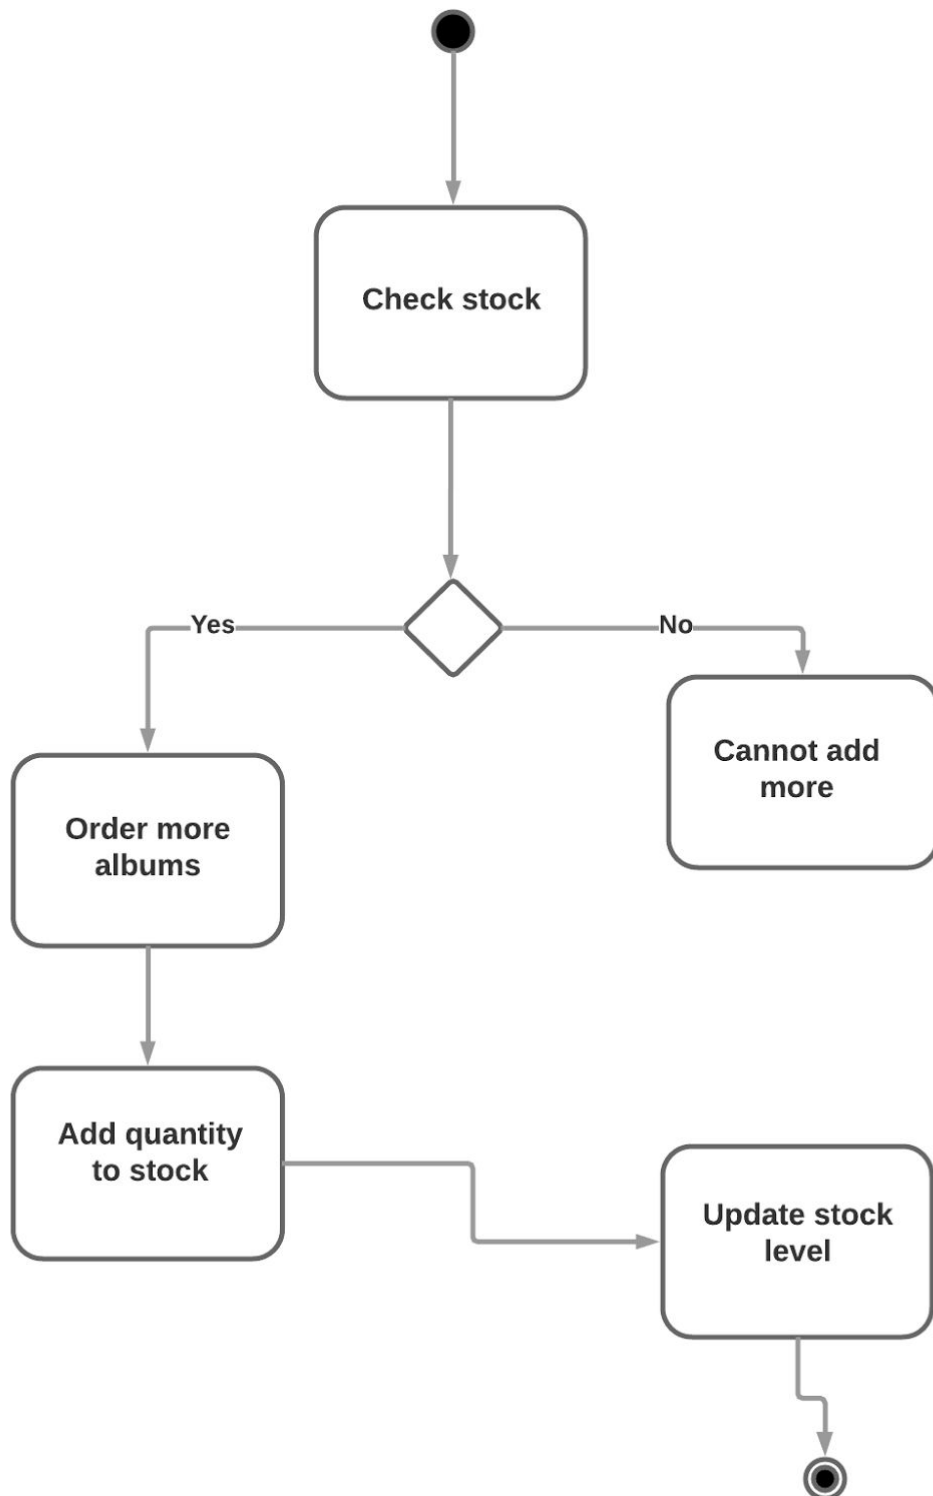 Check stock
Yes
No
Cannot add
more
Order more
albums
Add quantity
to stock
Update stock
level